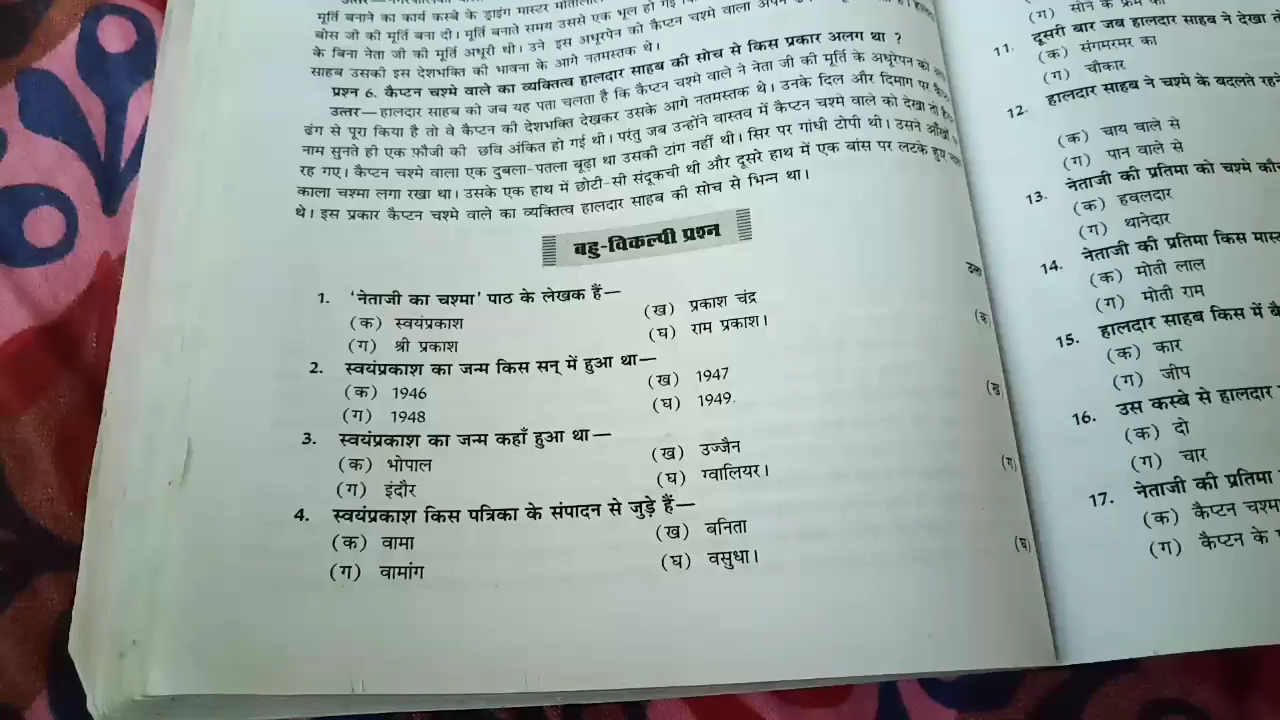 मूर्ति बनाने का कार्य कस्बे के ड्राइंग मास्टर मोतीलाल
बोस जी की मूर्ति बना दी। मूर्ति बनाते समय उससे एक भूल हो गई
के बिना नेता जी की मूर्ति अधूरी थी। उने इस अधूरेपन को कैप्टन चश्मे वाला अपने
साहब उसकी इस देशभक्ति की भावना के आगे नतमस्तक थे।
प्रश्न 6. कैप्टन चश्मे वाले का व्यक्तित्व हालदार साहब की सोच से किस प्रकार अलग था ?
उत्तर—हालदार साहब को जब यह पता चलता है कि कैप्टन चश्मे वाले ने नेता जी की मूर्ति के अधूरेपन को
ढंग से पूरा किया है तो वे कैप्टन की देशभक्ति देखकर उसके आगे नतमस्तक थे। उनके दिल और दिमाग पर
नाम सुनते ही एक फ़ौजी की छवि अंकित हो गई थी। परंतु जब उन्होंने वास्तव में कैप्टन चश्मे वाले को देखा तो
रह गए। कैप्टन चश्मे वाला एक दुबला-पतला बूढ़ा था उसकी टांग नहीं थी। सिर पर गांधी टोपी थी। उसने आँखों
काला चश्मा लगा रखा था। उसके एक हाथ में छोटी-सी संदूकची थी और दूसरे हाथ में एक बांस पर लटके हुए
थे। इस प्रकार कैप्टन चश्मे वाले का व्यक्तित्व हालदार साहब की सोच से भिन्न था।
बहु-विकल्पी प्रश्न
1. 'नेताजी का चश्मा' पाठ के लेखक हैं—
(क) स्वयंप्रकाश (ख) प्रकाश चंद्र
(ग) श्री प्रकाश (घ) राम प्रकाश। (क)
2. स्वयंप्रकाश का जन्म किस सन् में हुआ था—
(क) 1946 (ख) 1947
(ग) 1948 (घ) 1949. (ख)
3. स्वयंप्रकाश का जन्म कहाँ हुआ था—
(क) भोपाल (ख) उज्जैन
(ग) इंदौर (घ) ग्वालियर। (ग)
4. स्वयंप्रकाश किस पत्रिका के संपादन से जुड़े हैं—
(क) वामा (ख) बनिता
(ग) वामांग (घ) वसुधा। (घ)
(ग) सोने के फ्रेम का
11. दूसरी बार जब हालदार साहब ने देखा
(क) संगमरमर का
(ग) चौकार
12. हालदार साहब ने चश्मे के बदलते रहने
(क) चाय वाले से
(ग) पान वाले से
13. नेताजी की प्रतिमा को चश्मे
(क) हवलदार
(ग) थानेदार
14. नेताजी की प्रतिमा किस
(क) मोती लाल
(ग) मोती राम
15. हालदार साहब किस में
(क) कार
(ग) जीप
16. उस कस्बे से हालदार
(क) दो
(ग) चार
17. नेताजी की प्रतिमा
(क) कैप्टन
(ग) कैप्टन के